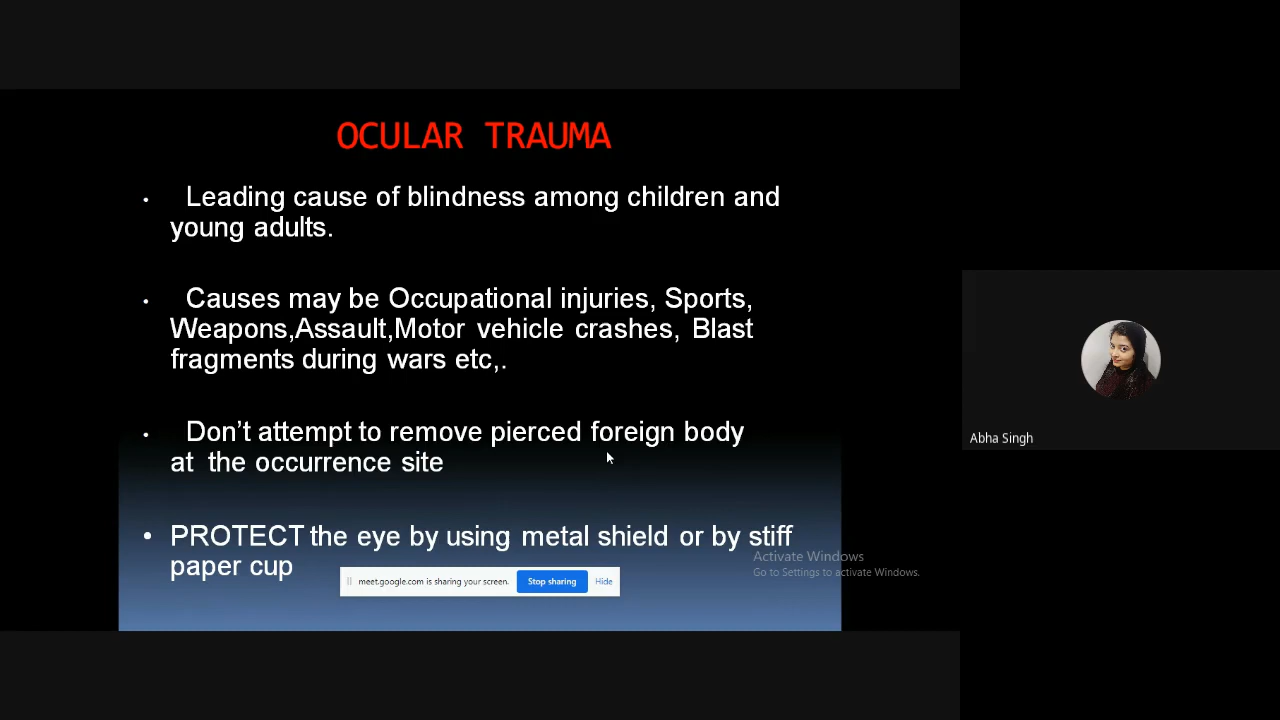 OCULAR TRAUMA
• Leading cause of blindness among children and
young adults.
• Causes may be Occupational injuries, Sports,
Weapons,Assault,Motor vehicle crashes, Blast
fragments during wars etc,.
• Don't attempt to remove pierced foreign body
at the occurrence site
• PROTECT the eye by using metal shield or by stiff
paper cup
meet.google.com is sharing your screen. Stop sharing Hide
Activate Windows
Go to Settings to activate Windows.
Abha Singh